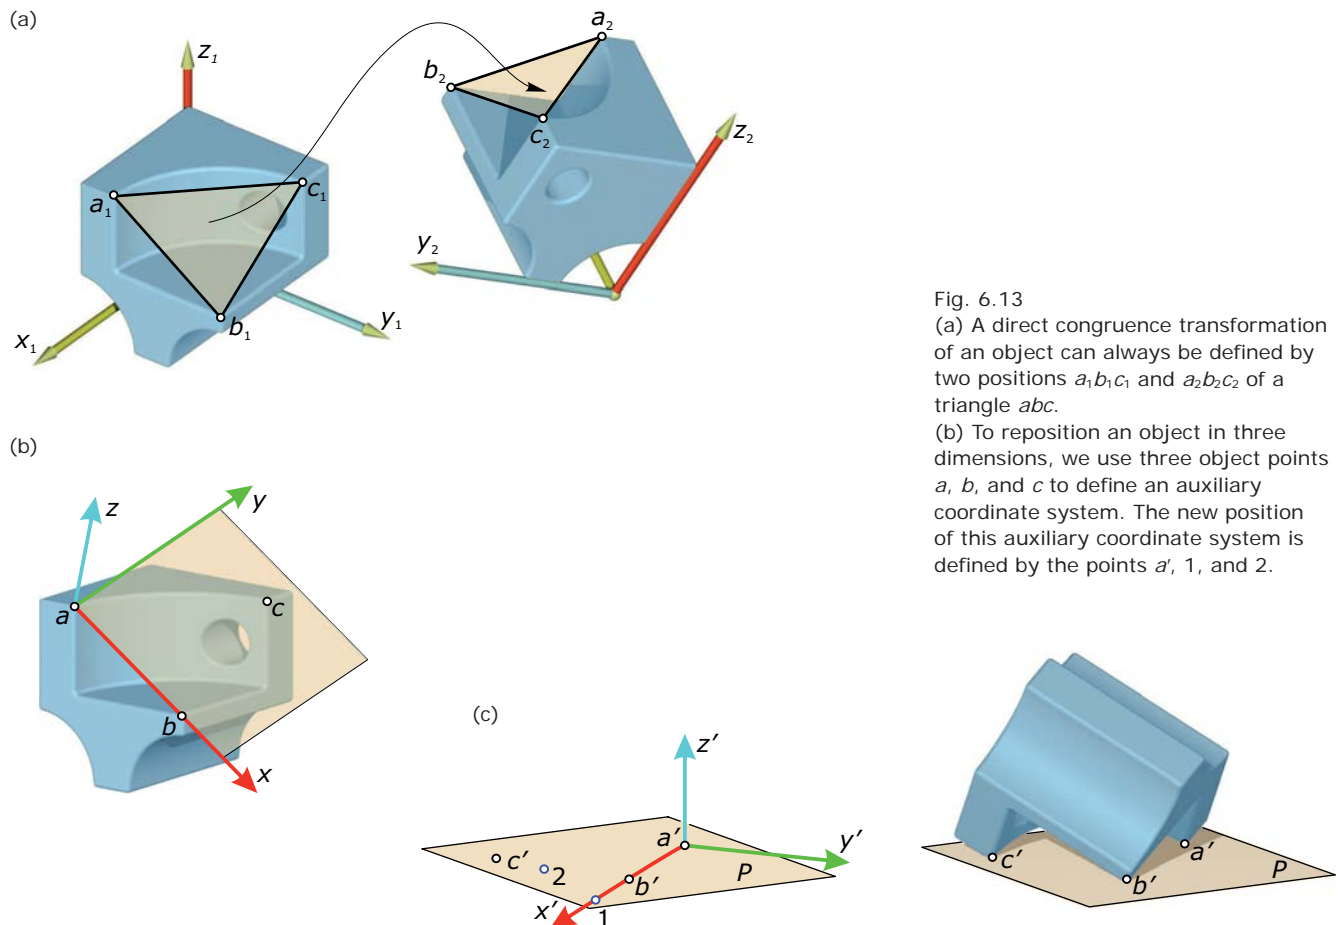 (a)
z₁
a₁
c₁
b₁
x₁
y₁
a₂
b₂
c₂
z₂
y₂
Fig. 6.13
(a) A direct congruence transformation
of an object can always be defined by
two positions a₁b₁c₁ and a₂b₂c₂ of a
triangle abc.
(b) To reposition an object in three
dimensions, we use three object points
a, b, and c to define an auxiliary
coordinate system. The new position
of this auxiliary coordinate system is
defined by the points a′, 1, and 2.
(b)
z
y
a
c
b
x
(c)
z′
a′
y′
c′
2
b′
P
x′
1
c′
b′
a′
P